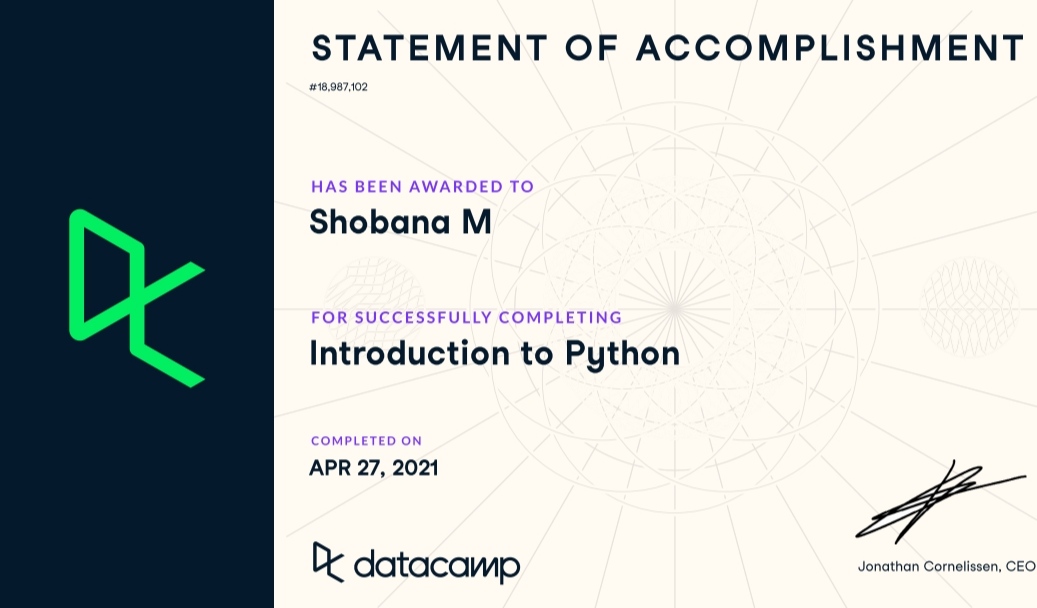 STATEMENT OF ACCOMPLISHMENT
#18,987,102
HAS BEEN AWARDED TO
Shobana M
FOR SUCCESSFULLY COMPLETING
Introduction to Python
COMPLETED ON
APR 27, 2021
datacamp
Jonathan Cornelissen, CEO